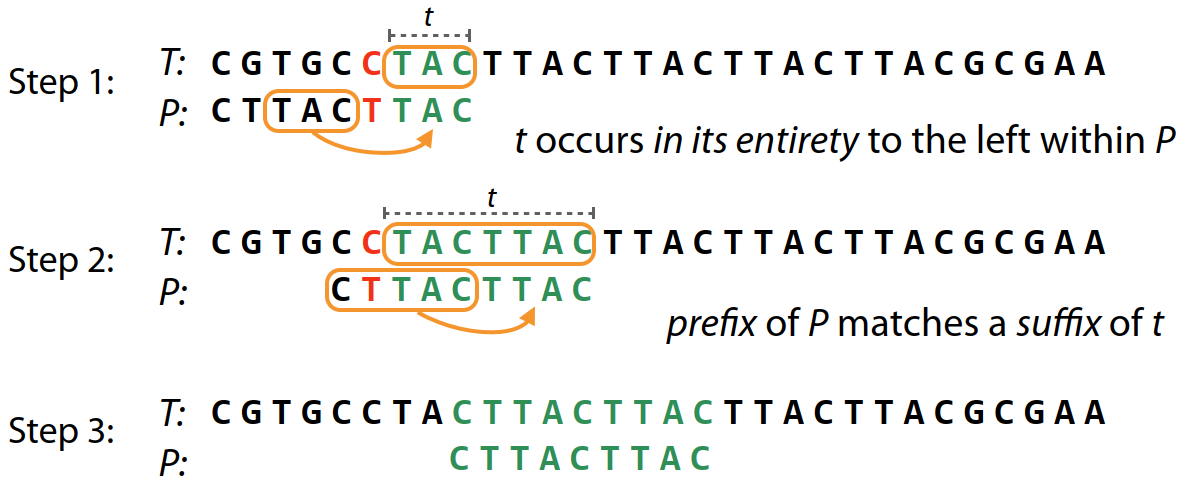 t
Step 1:
T: C G T G C C T A C T T A C T T A C T T A C T T A C G C G A A
P: C T T A C T T A C
t occurs in its entirety to the left within P
t
Step 2:
T: C G T G C C T A C T T A C T T A C T T A C T T A C G C G A A
P: C T T A C T T A C
prefix of P matches a suffix of t
Step 3:
T: C G T G C C T A C T T A C T T A C T T A C T T A C G C G A A
P: C T T A C T T A C